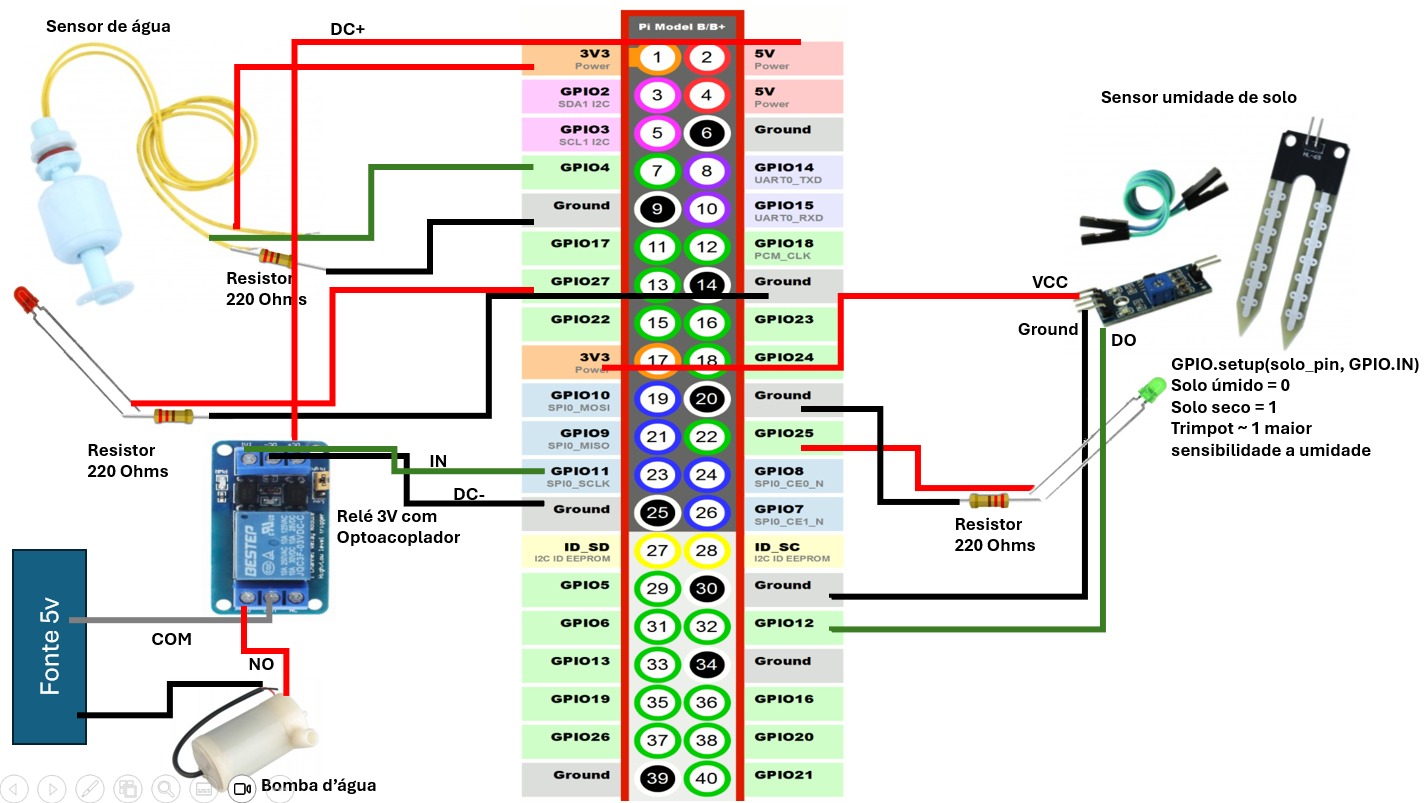 Sensor de água
DC+
Pi Model B/B+
3V3
Power
1
2
5V
Power
GPIO2
SDA1 I2C
3
4
5V
Power
GPIO3
SCL1 I2C
5
6
Ground
GPIO4
7
8
GPIO14
UART0_TXD
Ground
9
10
GPIO15
UART0_RXD
GPIO17
11
12
GPIO18
PCM_CLK
GPIO27
13
14
Ground
GPIO22
15
16
GPIO23
3V3
Power
17
18
GPIO24
GPIO10
SPI0_MOSI
19
20
Ground
GPIO9
SPI0_MISO
21
22
GPIO25
GPIO11
SPI0_SCLK
23
24
GPIO8
SPI0_CE0_N
Ground
25
26
GPIO7
SPI0_CE1_N
ID_SD
I2C ID EEPROM
27
28
ID_SC
I2C ID EEPROM
GPIO5
29
30
Ground
GPIO6
31
32
GPIO12
GPIO13
33
34
Ground
GPIO19
35
36
GPIO16
GPIO26
37
38
GPIO20
Ground
39
40
GPIO21
Resistor
220 Ohms
Resistor
220 Ohms
IN
DC-
Relé 3V com
Optoacoplador
BESTEP
Fonte 5v
COM
NO
Bomba d’água
Sensor umidade de solo
HL-69
VCC
Ground
DO
GPIO.setup(solo_pin, GPIO.IN)
Solo úmido = 0
Solo seco = 1
Trimpot ~ 1 maior
sensibilidade a umidade
Resistor
220 Ohms